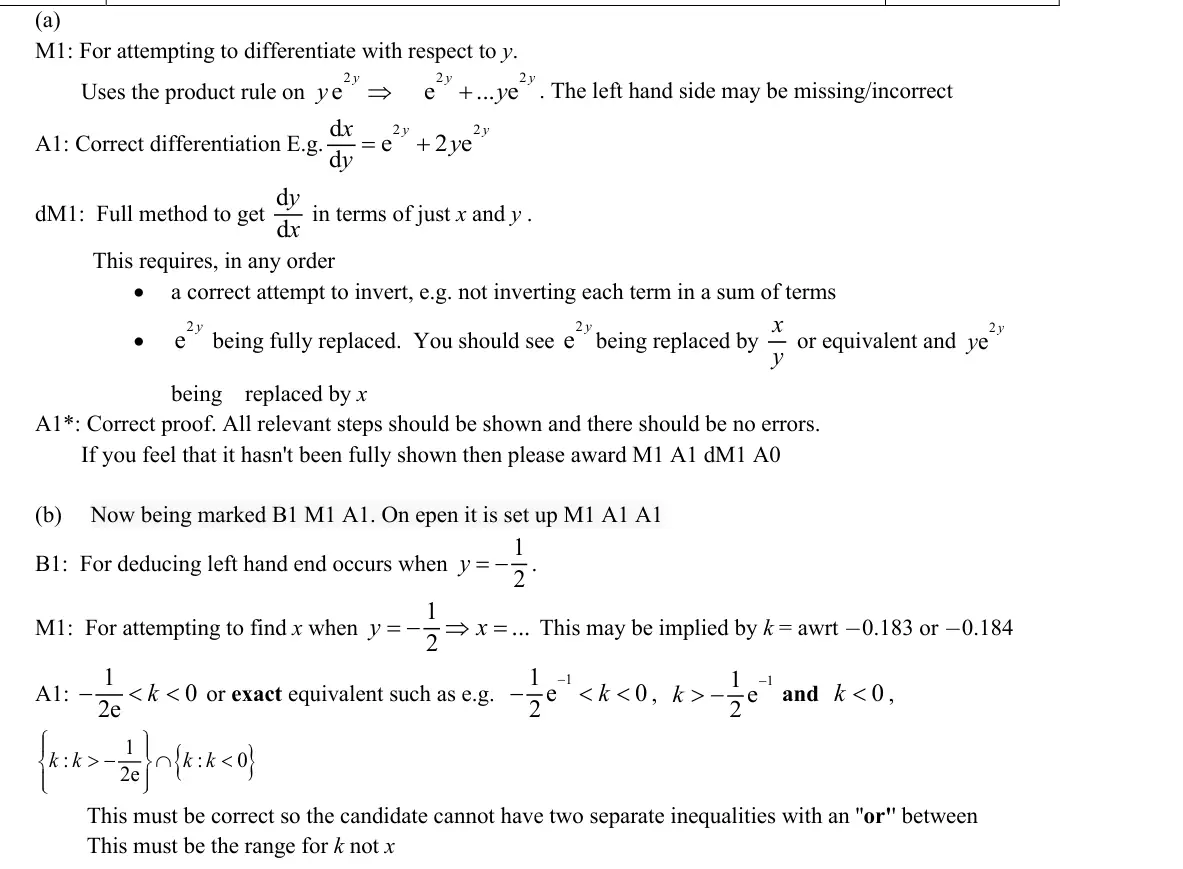 (a)
M1: For attempting to differentiate with respect to y.
Uses the product rule on ye^{2y} ⇒ e^{2y} + ...ye^{2y} . The left hand side may be missing/incorrect
A1: Correct differentiation E.g. dx/dy = e^{2y} + 2ye^{2y}
dM1: Full method to get dy/dx in terms of just x and y .
This requires, in any order
• a correct attempt to invert, e.g. not inverting each term in a sum of terms
• e^{2y} being fully replaced. You should see e^{2y} being replaced by x/y or equivalent and ye^{2y}
being replaced by x
A1*: Correct proof. All relevant steps should be shown and there should be no errors.
If you feel that it hasn't been fully shown then please award M1 A1 dM1 A0
(b) Now being marked B1 M1 A1. On epen it is set up M1 A1 A1
B1: For deducing left hand end occurs when y = −1/2 .
M1: For attempting to find x when y = −1/2 ⇒ x = ... This may be implied by k = awrt −0.183 or −0.184
A1: −1/2e < k < 0 or exact equivalent such as e.g. −1/2 e^{−1} < k < 0 , k > −1/2 e^{−1} and k < 0 ,
{k : k > −1/2e} ∩ {k : k < 0}
This must be correct so the candidate cannot have two separate inequalities with an "or" between
This must be the range for k not x